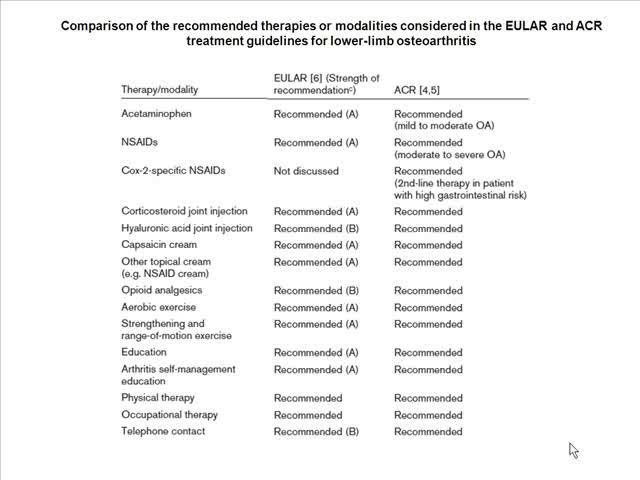 Comparison of the recommended therapies or modalities considered in the EULAR and ACR
treatment guidelines for lower-limb osteoarthritis
Therapy/modality EULAR [6] (Strength of recommendationᶜ) ACR [4,5]
Acetaminophen Recommended (A) Recommended (mild to moderate OA)
NSAIDs Recommended (A) Recommended (moderate to severe OA)
Cox-2-specific NSAIDs Not discussed Recommended (2nd-line therapy in patient with high gastrointestinal risk)
Corticosteroid joint injection Recommended (A) Recommended
Hyaluronic acid joint injection Recommended (B) Recommended
Capsaicin cream Recommended (A) Recommended
Other topical cream (e.g. NSAID cream) Recommended (A) Recommended
Opioid analgesics Recommended (B) Recommended
Aerobic exercise Recommended (A) Recommended
Strengthening and range-of-motion exercise Recommended (A) Recommended
Education Recommended (A) Recommended
Arthritis self-management education Recommended (A) Recommended
Physical therapy Recommended Recommended
Occupational therapy Recommended Recommended
Telephone contact Recommended (B) Recommended